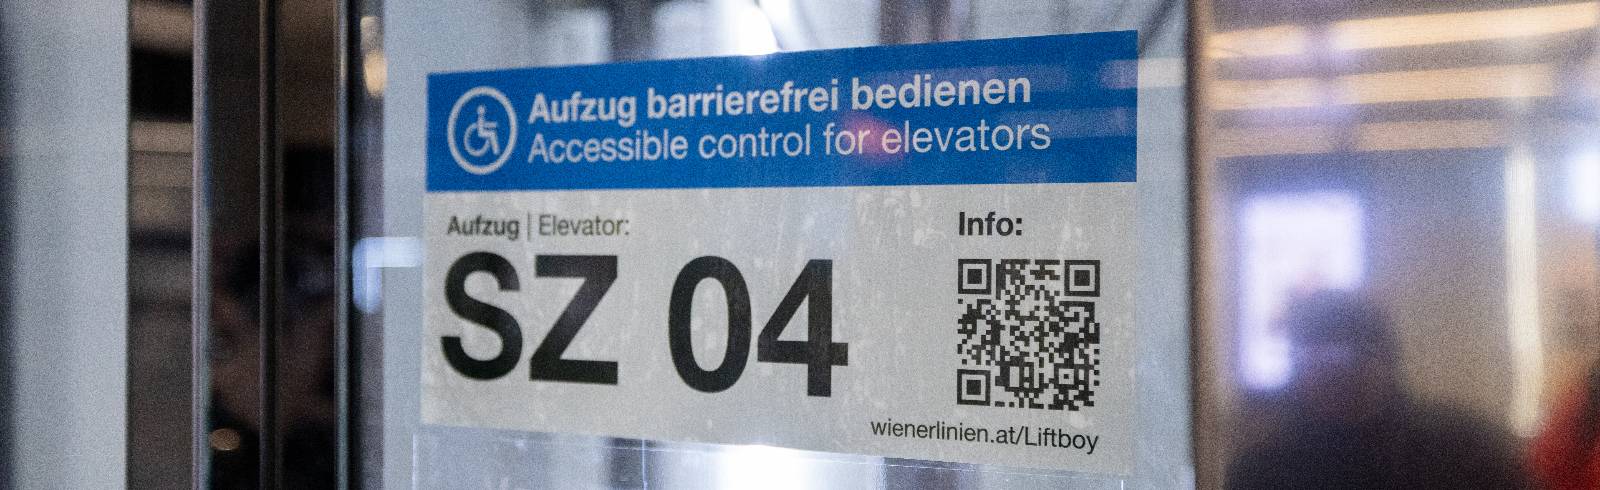 Aufzug barrierefrei bedienen
Accessible control for elevators
Aufzug | Elevator:
SZ 04
Info:
wienerlinien.at/Liftboy